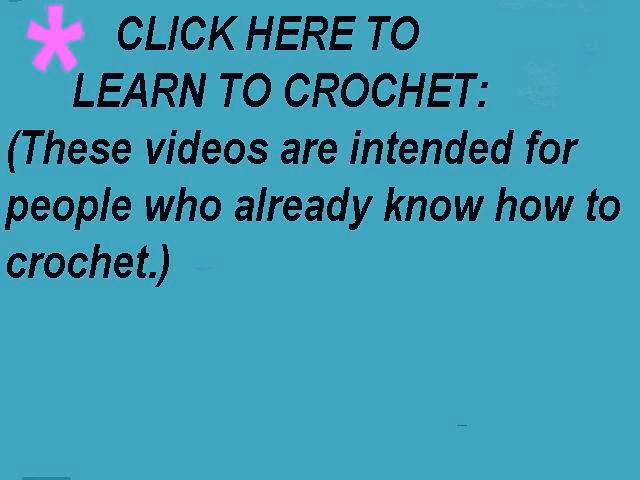 * CLICK HERE TO
LEARN TO CROCHET:
(These videos are intended for
people who already know how to
crochet.)